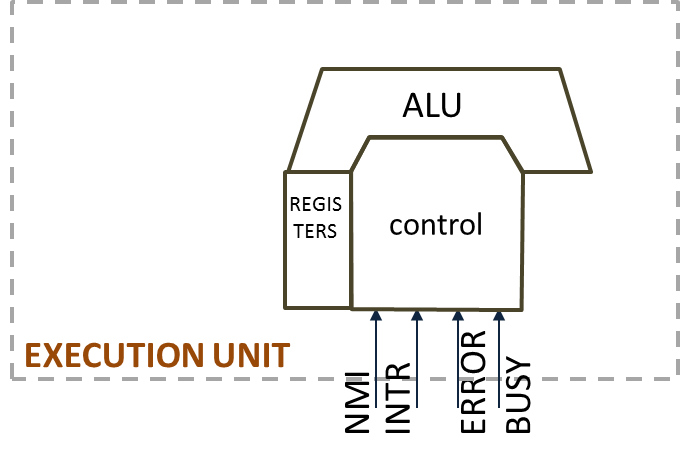 ALU
REGIS
TERS
control
EXECUTION UNIT
NMI
INTR
ERROR
BUSY